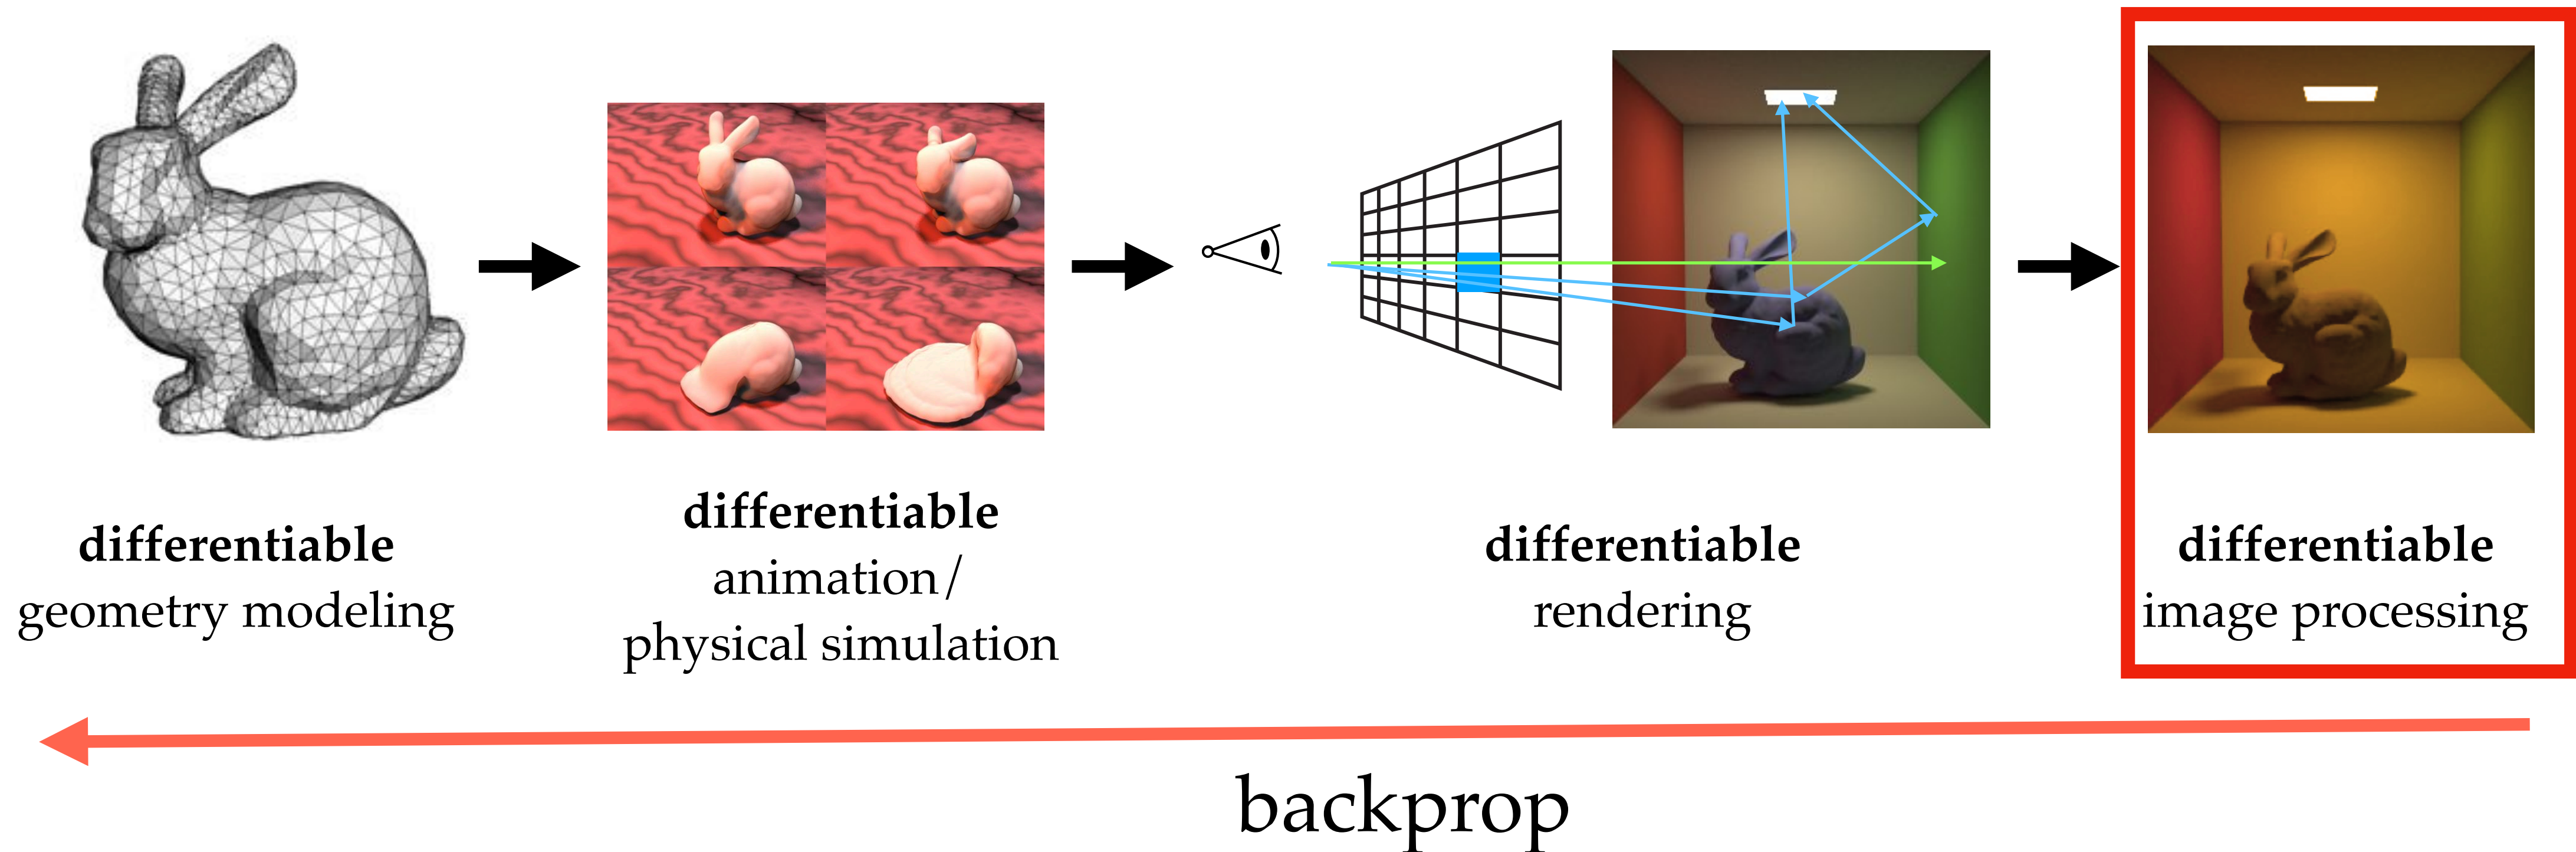 differentiable
geometry modeling
differentiable
animation/
physical simulation
differentiable
rendering
differentiable
image processing
backprop